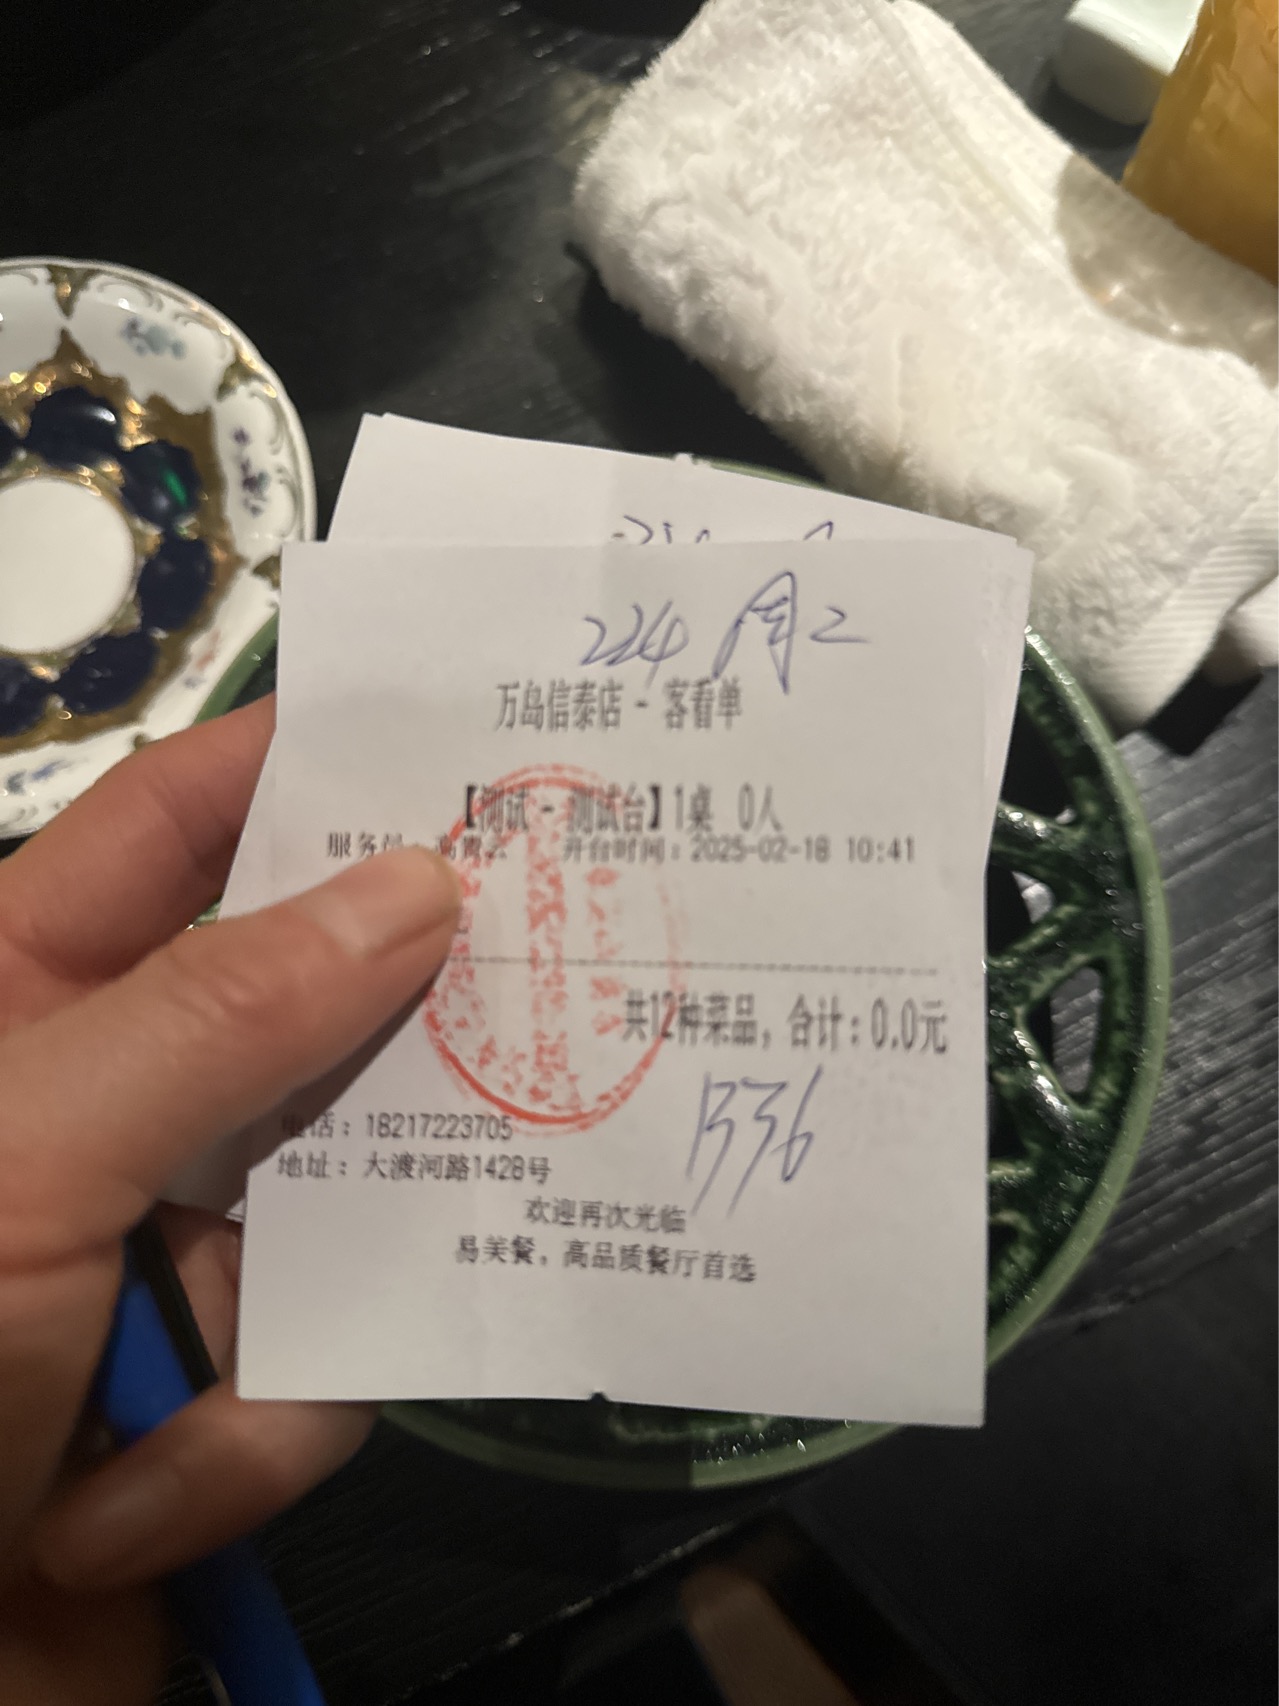 224 周2
万岛信泰店 - 客看单
【测试 - 测试台】1桌 0人
服务员: 开台时间：2025-02-18 10:41
共12种菜品，合计：0.0元
1336
电话：18217223705
地址：大渡河路1428号
欢迎再次光临
易美餐，高品质餐厅首选